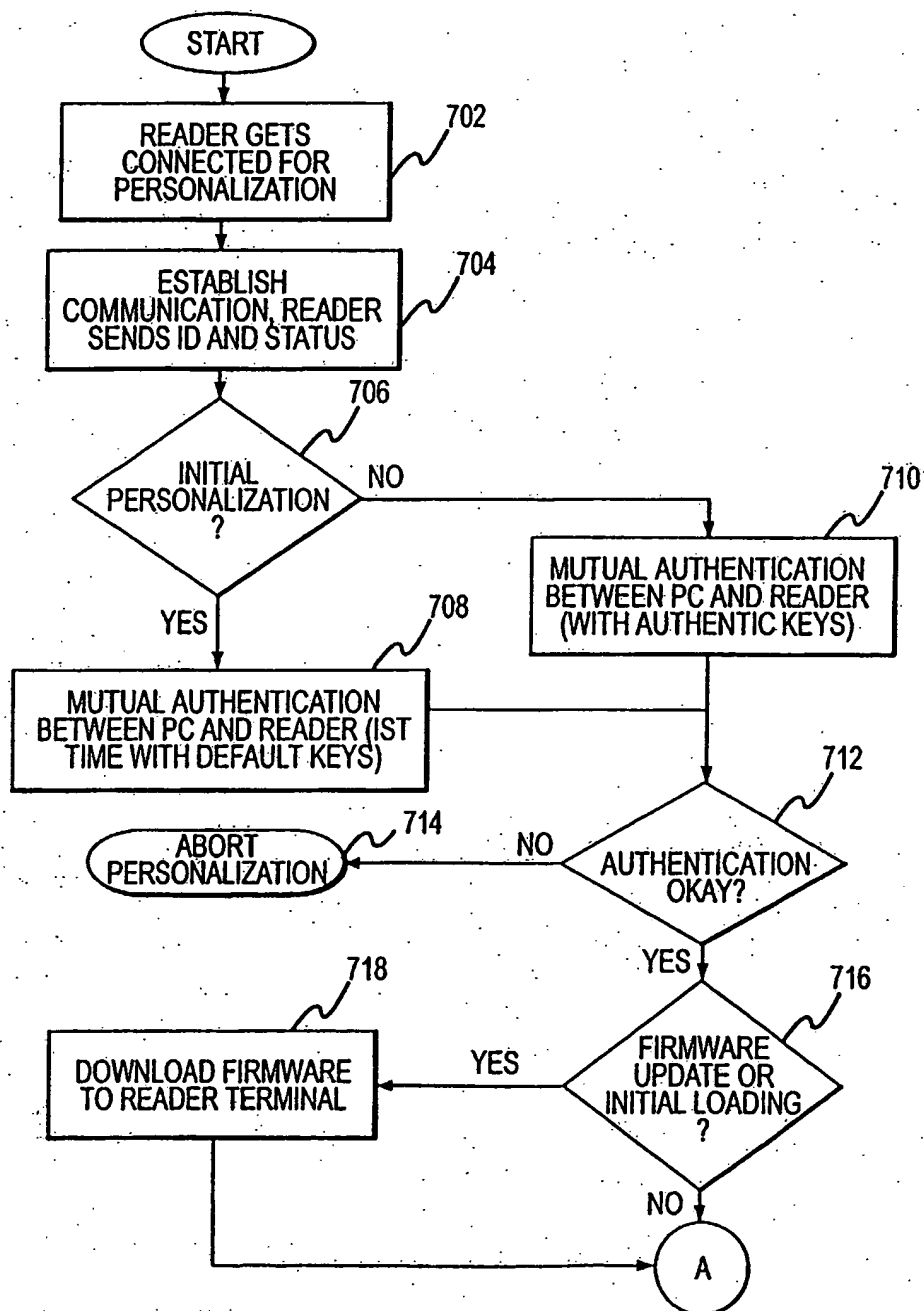 START
702
READER GETS
CONNECTED FOR
PERSONALIZATION
704
ESTABLISH
COMMUNICATION, READER
SENDS ID AND STATUS
706
INITIAL
PERSONALIZATION
?
NO
710
MUTUAL AUTHENTICATION
BETWEEN PC AND READER
(WITH AUTHENTIC KEYS)
YES
708
MUTUAL AUTHENTICATION
BETWEEN PC AND READER (IST
TIME WITH DEFAULT KEYS)
712
AUTHENTICATION
OKAY?
NO
714
ABORT
PERSONALIZATION
YES
716
FIRMWARE
UPDATE OR
INITIAL LOADING
?
YES
718
DOWNLOAD FIRMWARE
TO READER TERMINAL
NO
A